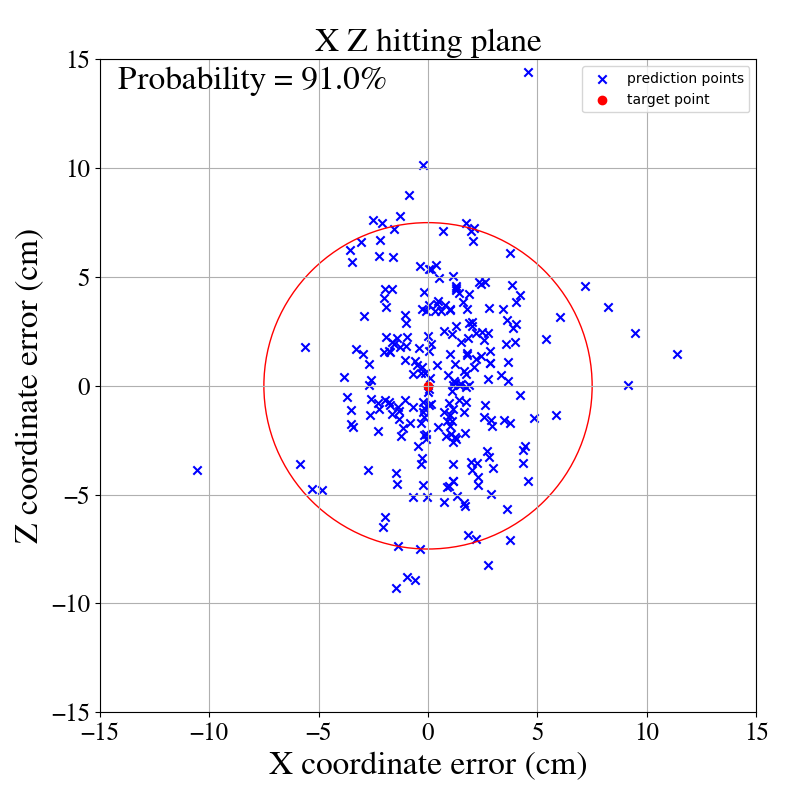 X Z hitting plane
Probability = 91.0%
prediction points
target point
Z coordinate error (cm)
15
10
5
0
−5
−10
−15
−15
−10
−5
0
5
10
15
X coordinate error (cm)